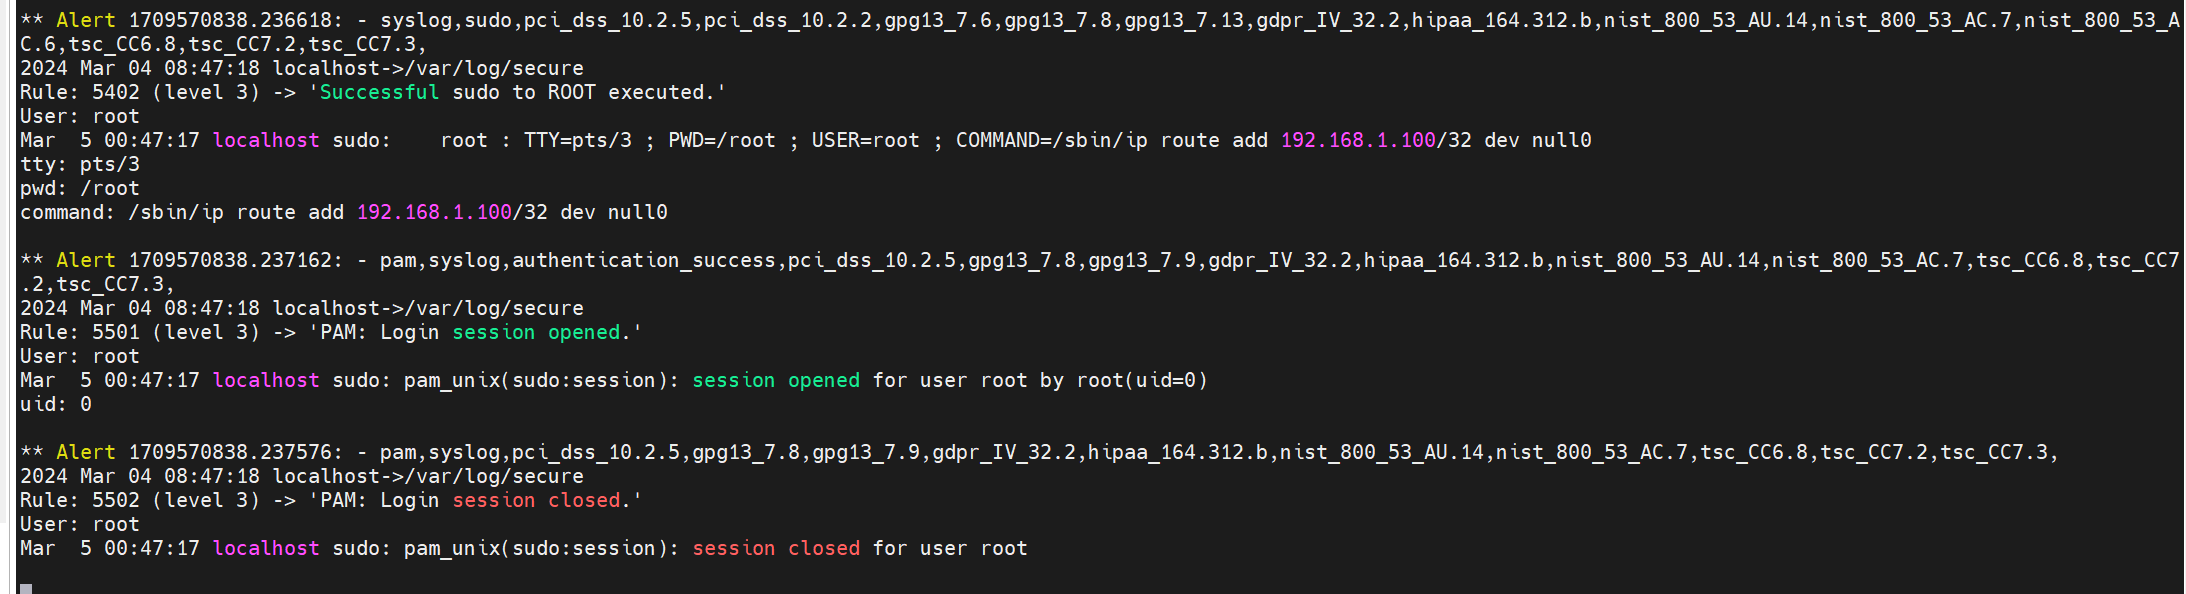 ** Alert 1709570838.236618: - syslog,sudo,pci_dss_10.2.5,pci_dss_10.2.2,gpg13_7.6,gpg13_7.8,gpg13_7.13,gdpr_IV_32.2,hipaa_164.312.b,nist_800_53_AU.14,nist_800_53_AC.7,nist_800_53_A
C.6,tsc_CC6.8,tsc_CC7.2,tsc_CC7.3,
2024 Mar 04 08:47:18 localhost->/var/log/secure
Rule: 5402 (level 3) -> 'Successful sudo to ROOT executed.'
User: root
Mar  5 00:47:17 localhost sudo:    root : TTY=pts/3 ; PWD=/root ; USER=root ; COMMAND=/sbin/ip route add 192.168.1.100/32 dev null0
tty: pts/3
pwd: /root
command: /sbin/ip route add 192.168.1.100/32 dev null0

** Alert 1709570838.237162: - pam,syslog,authentication_success,pci_dss_10.2.5,gpg13_7.8,gpg13_7.9,gdpr_IV_32.2,hipaa_164.312.b,nist_800_53_AU.14,nist_800_53_AC.7,tsc_CC6.8,tsc_CC7
.2,tsc_CC7.3,
2024 Mar 04 08:47:18 localhost->/var/log/secure
Rule: 5501 (level 3) -> 'PAM: Login session opened.'
User: root
Mar  5 00:47:17 localhost sudo: pam_unix(sudo:session): session opened for user root by root(uid=0)
uid: 0

** Alert 1709570838.237576: - pam,syslog,pci_dss_10.2.5,gpg13_7.8,gpg13_7.9,gdpr_IV_32.2,hipaa_164.312.b,nist_800_53_AU.14,nist_800_53_AC.7,tsc_CC6.8,tsc_CC7.2,tsc_CC7.3,
2024 Mar 04 08:47:18 localhost->/var/log/secure
Rule: 5502 (level 3) -> 'PAM: Login session closed.'
User: root
Mar  5 00:47:17 localhost sudo: pam_unix(sudo:session): session closed for user root